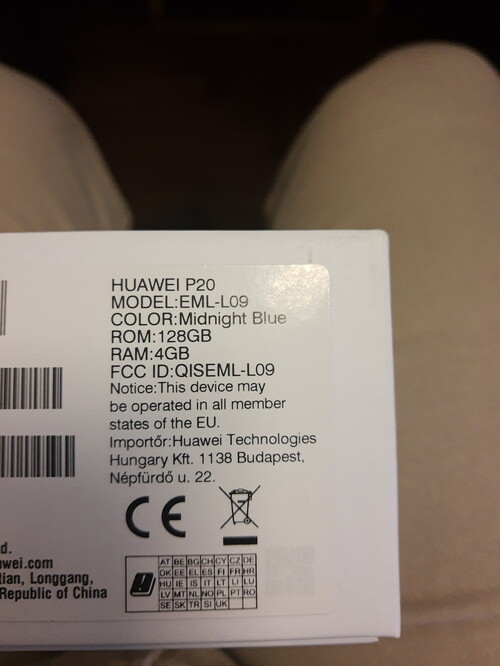 HUAWEI P20
MODEL:EML-L09
COLOR:Midnight Blue
ROM:128GB
RAM:4GB
FCC ID:QISEML-L09
Notice:This device may
be operated in all member
states of the EU.
Importőr:Huawei Technologies
Hungary Kft. 1138 Budapest,
Népfürdő u. 22.
CE
d.
wei.com
tian, Longgang,
Republic of China
AT BE BG CH CY CZ DE
DK EE EL ES FI FR HR
HU IE IS IT LT LI LU
LV MT NL NO PL PT RO
SE SK TR SI UK